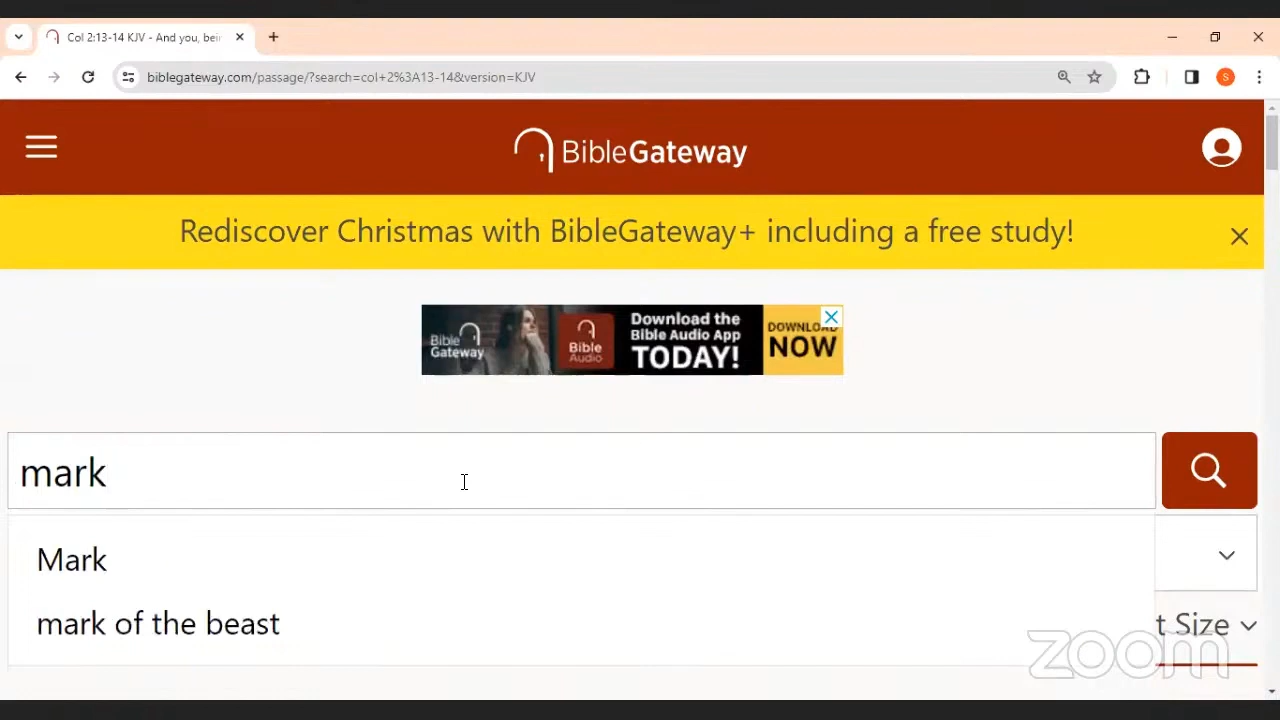 Col 2:13-14 KJV - And you, bein
biblegateway.com/passage/?search=col+2%3A13-14&version=KJV
S
BibleGateway
Rediscover Christmas with BibleGateway+ including a free study!
Bible
Gateway
Bible
Audio
Download the
Bible Audio App
TODAY!
DOWNLOAD
NOW
mark
Mark
mark of the beast
t Size
zoom